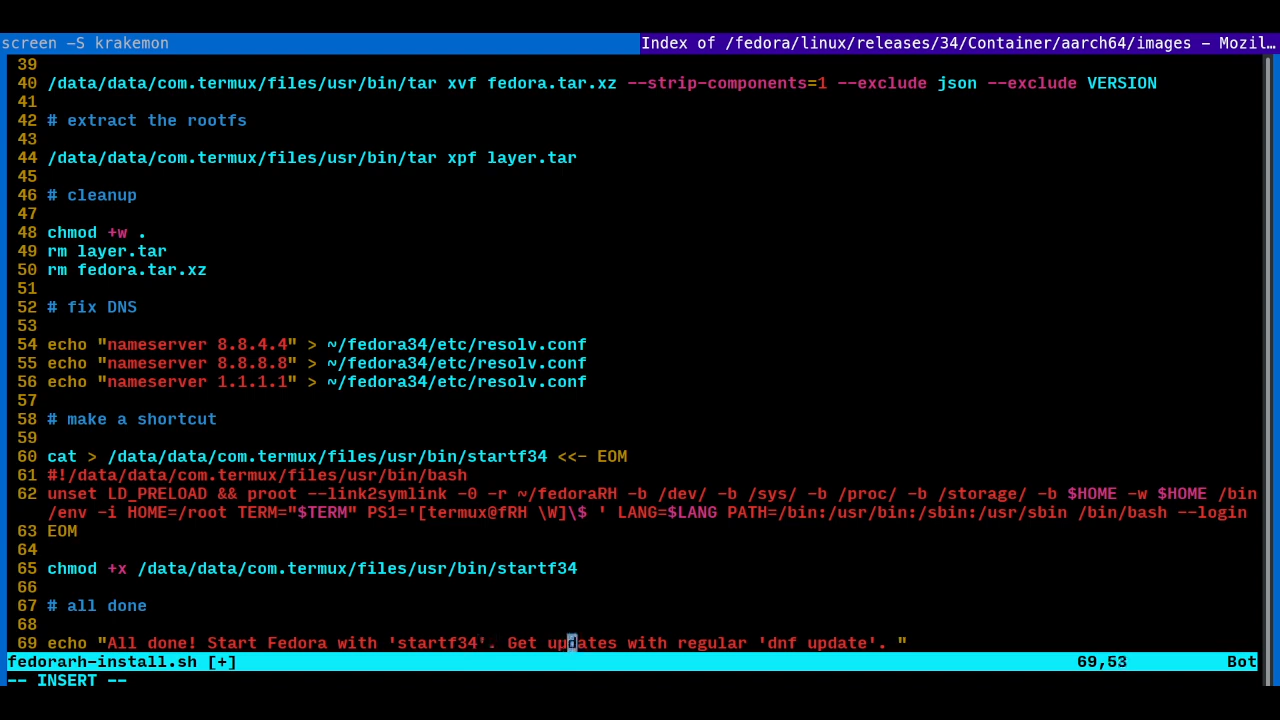 screen -S krakemon
Index of /fedora/linux/releases/34/Container/aarch64/images - Mozil…
39
40 /data/data/com.termux/files/usr/bin/tar xvf fedora.tar.xz --strip-components=1 --exclude json --exclude VERSION
41
42 # extract the rootfs
43
44 /data/data/com.termux/files/usr/bin/tar xpf layer.tar
45
46 # cleanup
47
48 chmod +w .
49 rm layer.tar
50 rm fedora.tar.xz
51
52 # fix DNS
53
54 echo "nameserver 8.8.4.4" > ~/fedora34/etc/resolv.conf
55 echo "nameserver 8.8.8.8" > ~/fedora34/etc/resolv.conf
56 echo "nameserver 1.1.1.1" > ~/fedora34/etc/resolv.conf
57
58 # make a shortcut
59
60 cat > /data/data/com.termux/files/usr/bin/startf34 <<- EOM
61 #!/data/data/com.termux/files/usr/bin/bash
62 unset LD_PRELOAD && proot --link2symlink -0 -r ~/fedoraRH -b /dev/ -b /sys/ -b /proc/ -b /storage/ -b $HOME -w $HOME /bin
/env -i HOME=/root TERM="$TERM" PS1='[termux@fRH \W]\$ ' LANG=$LANG PATH=/bin:/usr/bin:/sbin:/usr/sbin /bin/bash --login
63 EOM
64
65 chmod +x /data/data/com.termux/files/usr/bin/startf34
66
67 # all done
68
69 echo "All done! Start Fedora with 'startf34'. Get updates with regular 'dnf update'. "
fedorarh-install.sh [+] 69,53 Bot
-- INSERT --